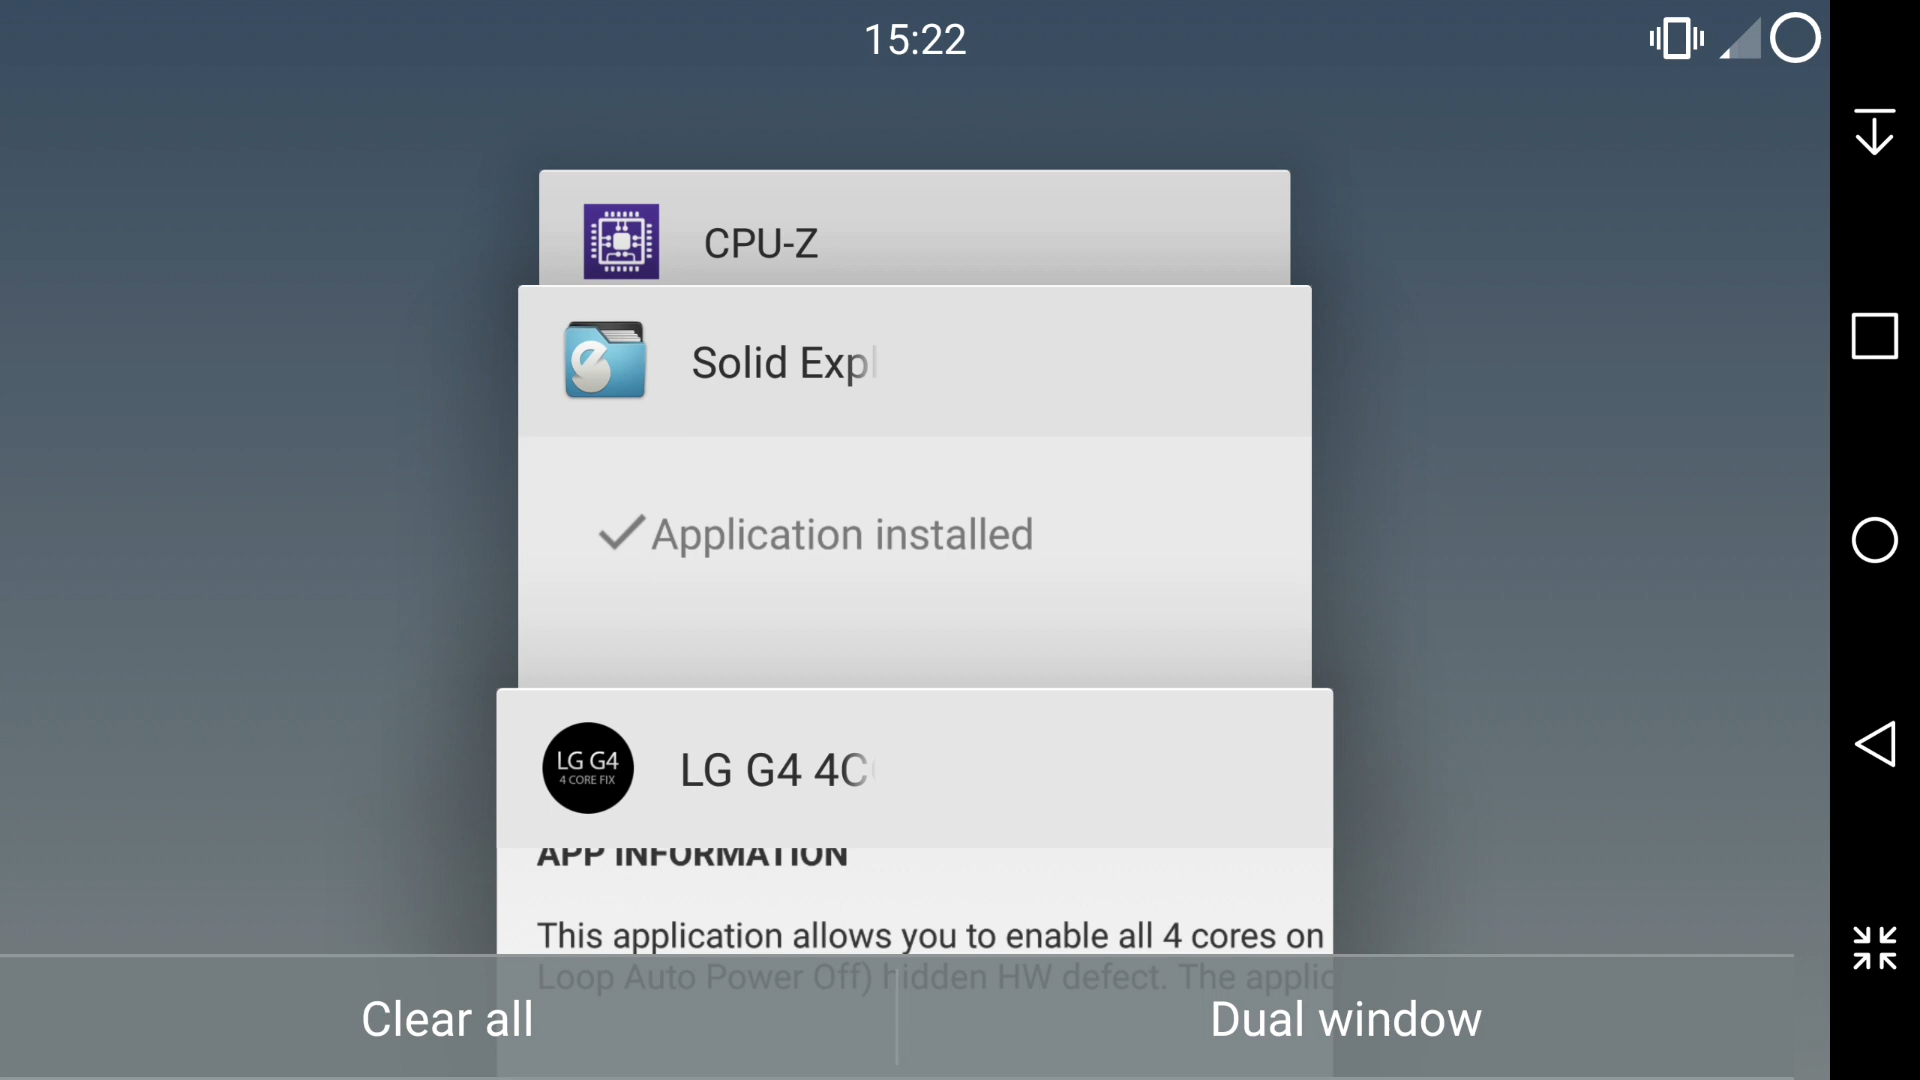 15:22
CPU-Z
Solid Exp
Application installed
LG G4
4 CORE FIX
LG G4 4C
APP INFORMATION
This application allows you to enable all 4 cores on
Loop Auto Power Off) hidden HW defect. The applic
Clear all
Dual window